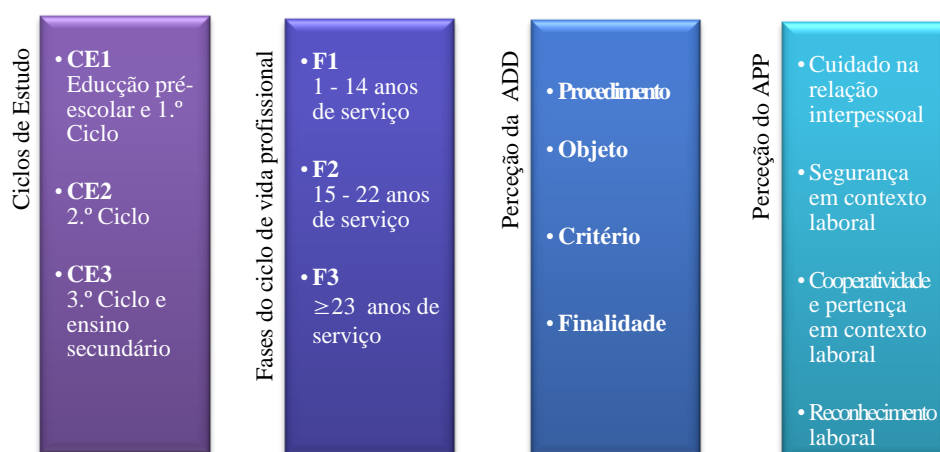 Ciclos de Estudo
• CE1
Educção pré-
escolar e 1.º
Ciclo
• CE2
2.º Ciclo
• CE3
3.º Ciclo e
ensino
secundário
Fases do ciclo de vida profissional
• F1
1 - 14 anos
de serviço
• F2
15 - 22 anos
de serviço
• F3
≥23 anos de
serviço
Perceção da ADD
• Procedimento
• Objeto
• Critério
• Finalidade
Perceção do APP
• Cuidado na
relação
interpessoal
• Segurança
em contexto
laboral
• Cooperatividade
e pertença
em contexto
laboral
• Reconhecimento
laboral